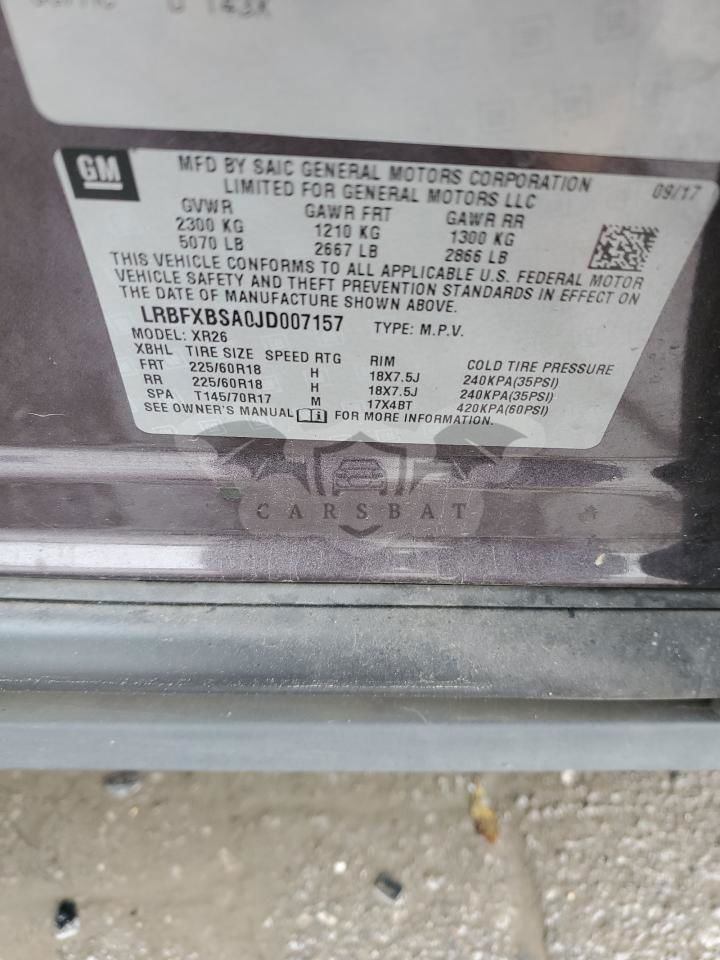 143X
GM
MFD BY SAIC GENERAL MOTORS CORPORATION
LIMITED FOR GENERAL MOTORS LLC
09/17
GVWR GAWR FRT GAWR RR
2300 KG 1210 KG 1300 KG
5070 LB 2667 LB 2866 LB
THIS VEHICLE CONFORMS TO ALL APPLICABLE U.S. FEDERAL MOTOR
VEHICLE SAFETY AND THEFT PREVENTION STANDARDS IN EFFECT ON
THE DATE OF MANUFACTURE SHOWN ABOVE.
LRBFXBSA0JD007157 TYPE: M.P.V.
MODEL: XR26
XBHL TIRE SIZE SPEED RTG RIM COLD TIRE PRESSURE
FRT 225/60R18 H 18X7.5J 240KPA(35PSI)
RR 225/60R18 H 18X7.5J 240KPA(35PSI)
SPA T145/70R17 M 17X4BT 420KPA(60PSI)
SEE OWNER'S MANUAL FOR MORE INFORMATION.
CARSBAT